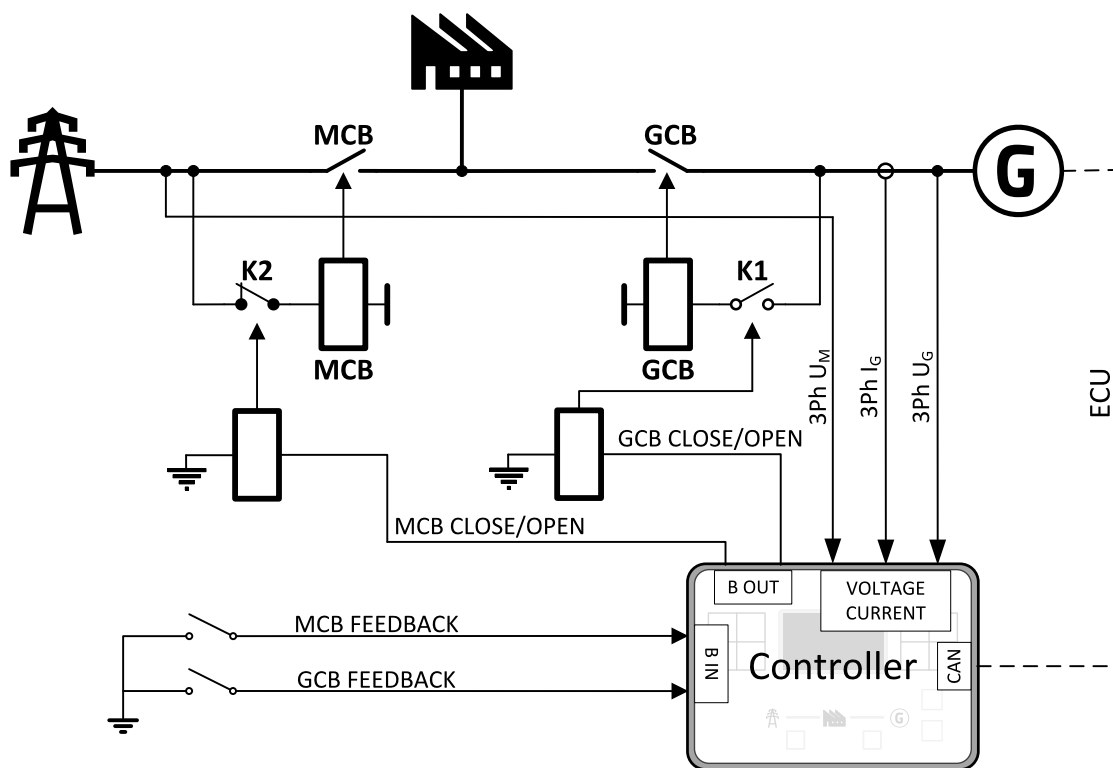 MCB
GCB
G
K2
K1
MCB
GCB
3Ph U_M
3Ph I_G
3Ph U_G
ECU
GCB CLOSE/OPEN
MCB CLOSE/OPEN
B OUT
VOLTAGE
CURRENT
MCB FEEDBACK
B IN
Controller
CAN
GCB FEEDBACK
G